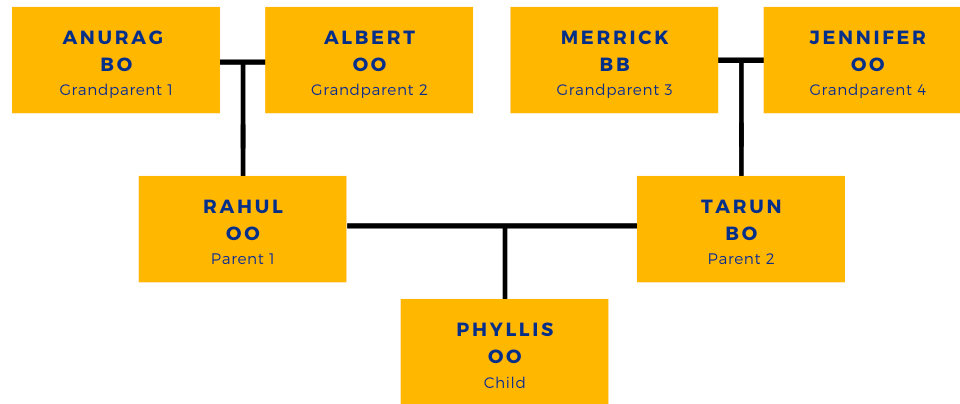 ANURAG
BO
Grandparent 1
ALBERT
OO
Grandparent 2
MERRICK
BB
Grandparent 3
JENNIFER
OO
Grandparent 4
RAHUL
OO
Parent 1
TARUN
BO
Parent 2
PHYLLIS
OO
Child